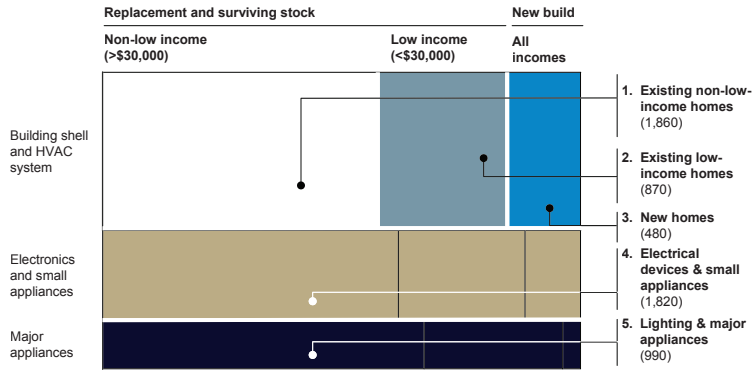 Replacement and surviving stock
New build
Non-low income
(>$30,000)
Low income
(<$30,000)
All
incomes
Building shell
and HVAC
system
Electronics
and small
appliances
Major
appliances
1. Existing non-low-
income homes
(1,860)
2. Existing low-
income homes
(870)
3. New homes
(480)
4. Electrical
devices & small
appliances
(1,820)
5. Lighting & major
appliances
(990)